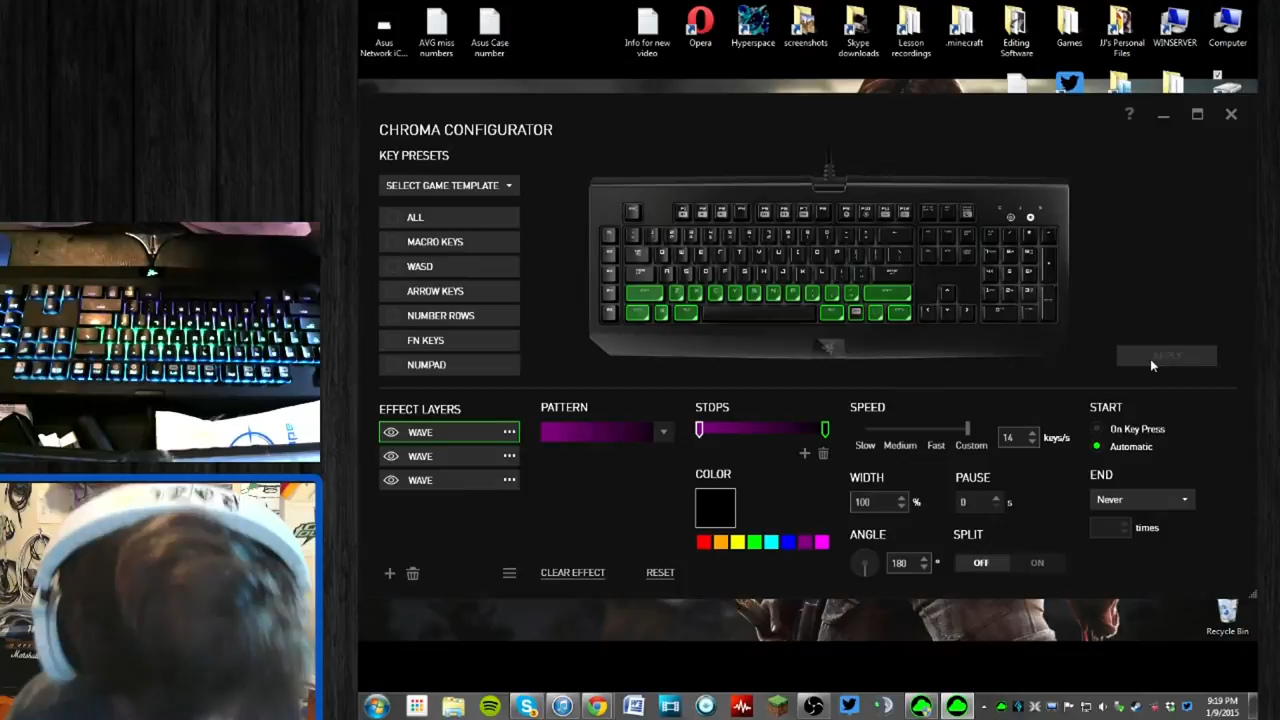 Asus Network iC...
AVG miss numbers
Asus Case number
Info for new video
Opera
Hyperspace
screenshots
Skype downloads
Lesson recordings
.minecraft
Editing Software
Games
JJ's Personal Files
WINSERVER
Computer
?
CHROMA CONFIGURATOR
KEY PRESETS
SELECT GAME TEMPLATE
ALL
MACRO KEYS
WASD
ARROW KEYS
NUMBER ROWS
FN KEYS
NUMPAD
APPLY
EFFECT LAYERS
WAVE
WAVE
WAVE
PATTERN
STOPS
COLOR
CLEAR EFFECT
RESET
SPEED
Slow Medium Fast Custom
14 keys/s
WIDTH
100 %
PAUSE
0 s
ANGLE
180 °
SPLIT
OFF ON
START
On Key Press
Automatic
END
Never
times
Recycle Bin
Marshall
9:19 PM
1/9/2015